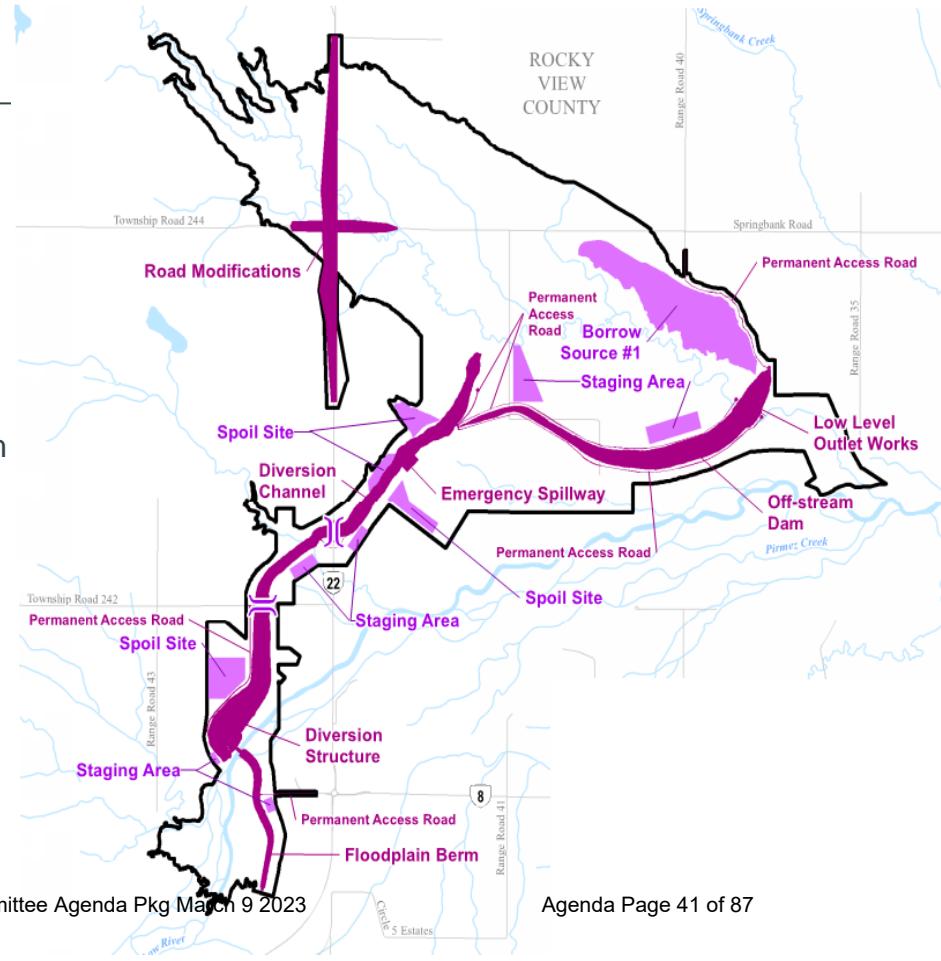 Springbank Creek
ROCKY
VIEW
COUNTY
Range Road 40
Township Road 244
Springbank Road
Road Modifications
Permanent Access Road
Permanent
Access
Road
Borrow
Source #1
Range Road 35
Staging Area
Spoil Site
Low Level
Outlet Works
Diversion
Channel
Emergency Spillway
Off-stream
Dam
Permanent Access Road
Pirmez Creek
22
Spoil Site
Township Road 242
Staging Area
Permanent Access Road
Spoil Site
Range Road 43
Diversion
Structure
Staging Area
8
Range Road 41
Permanent Access Road
Floodplain Berm
Agenda Pkg March 9 2023
Agenda Page 41 of 87
Circle 5 Estates
River